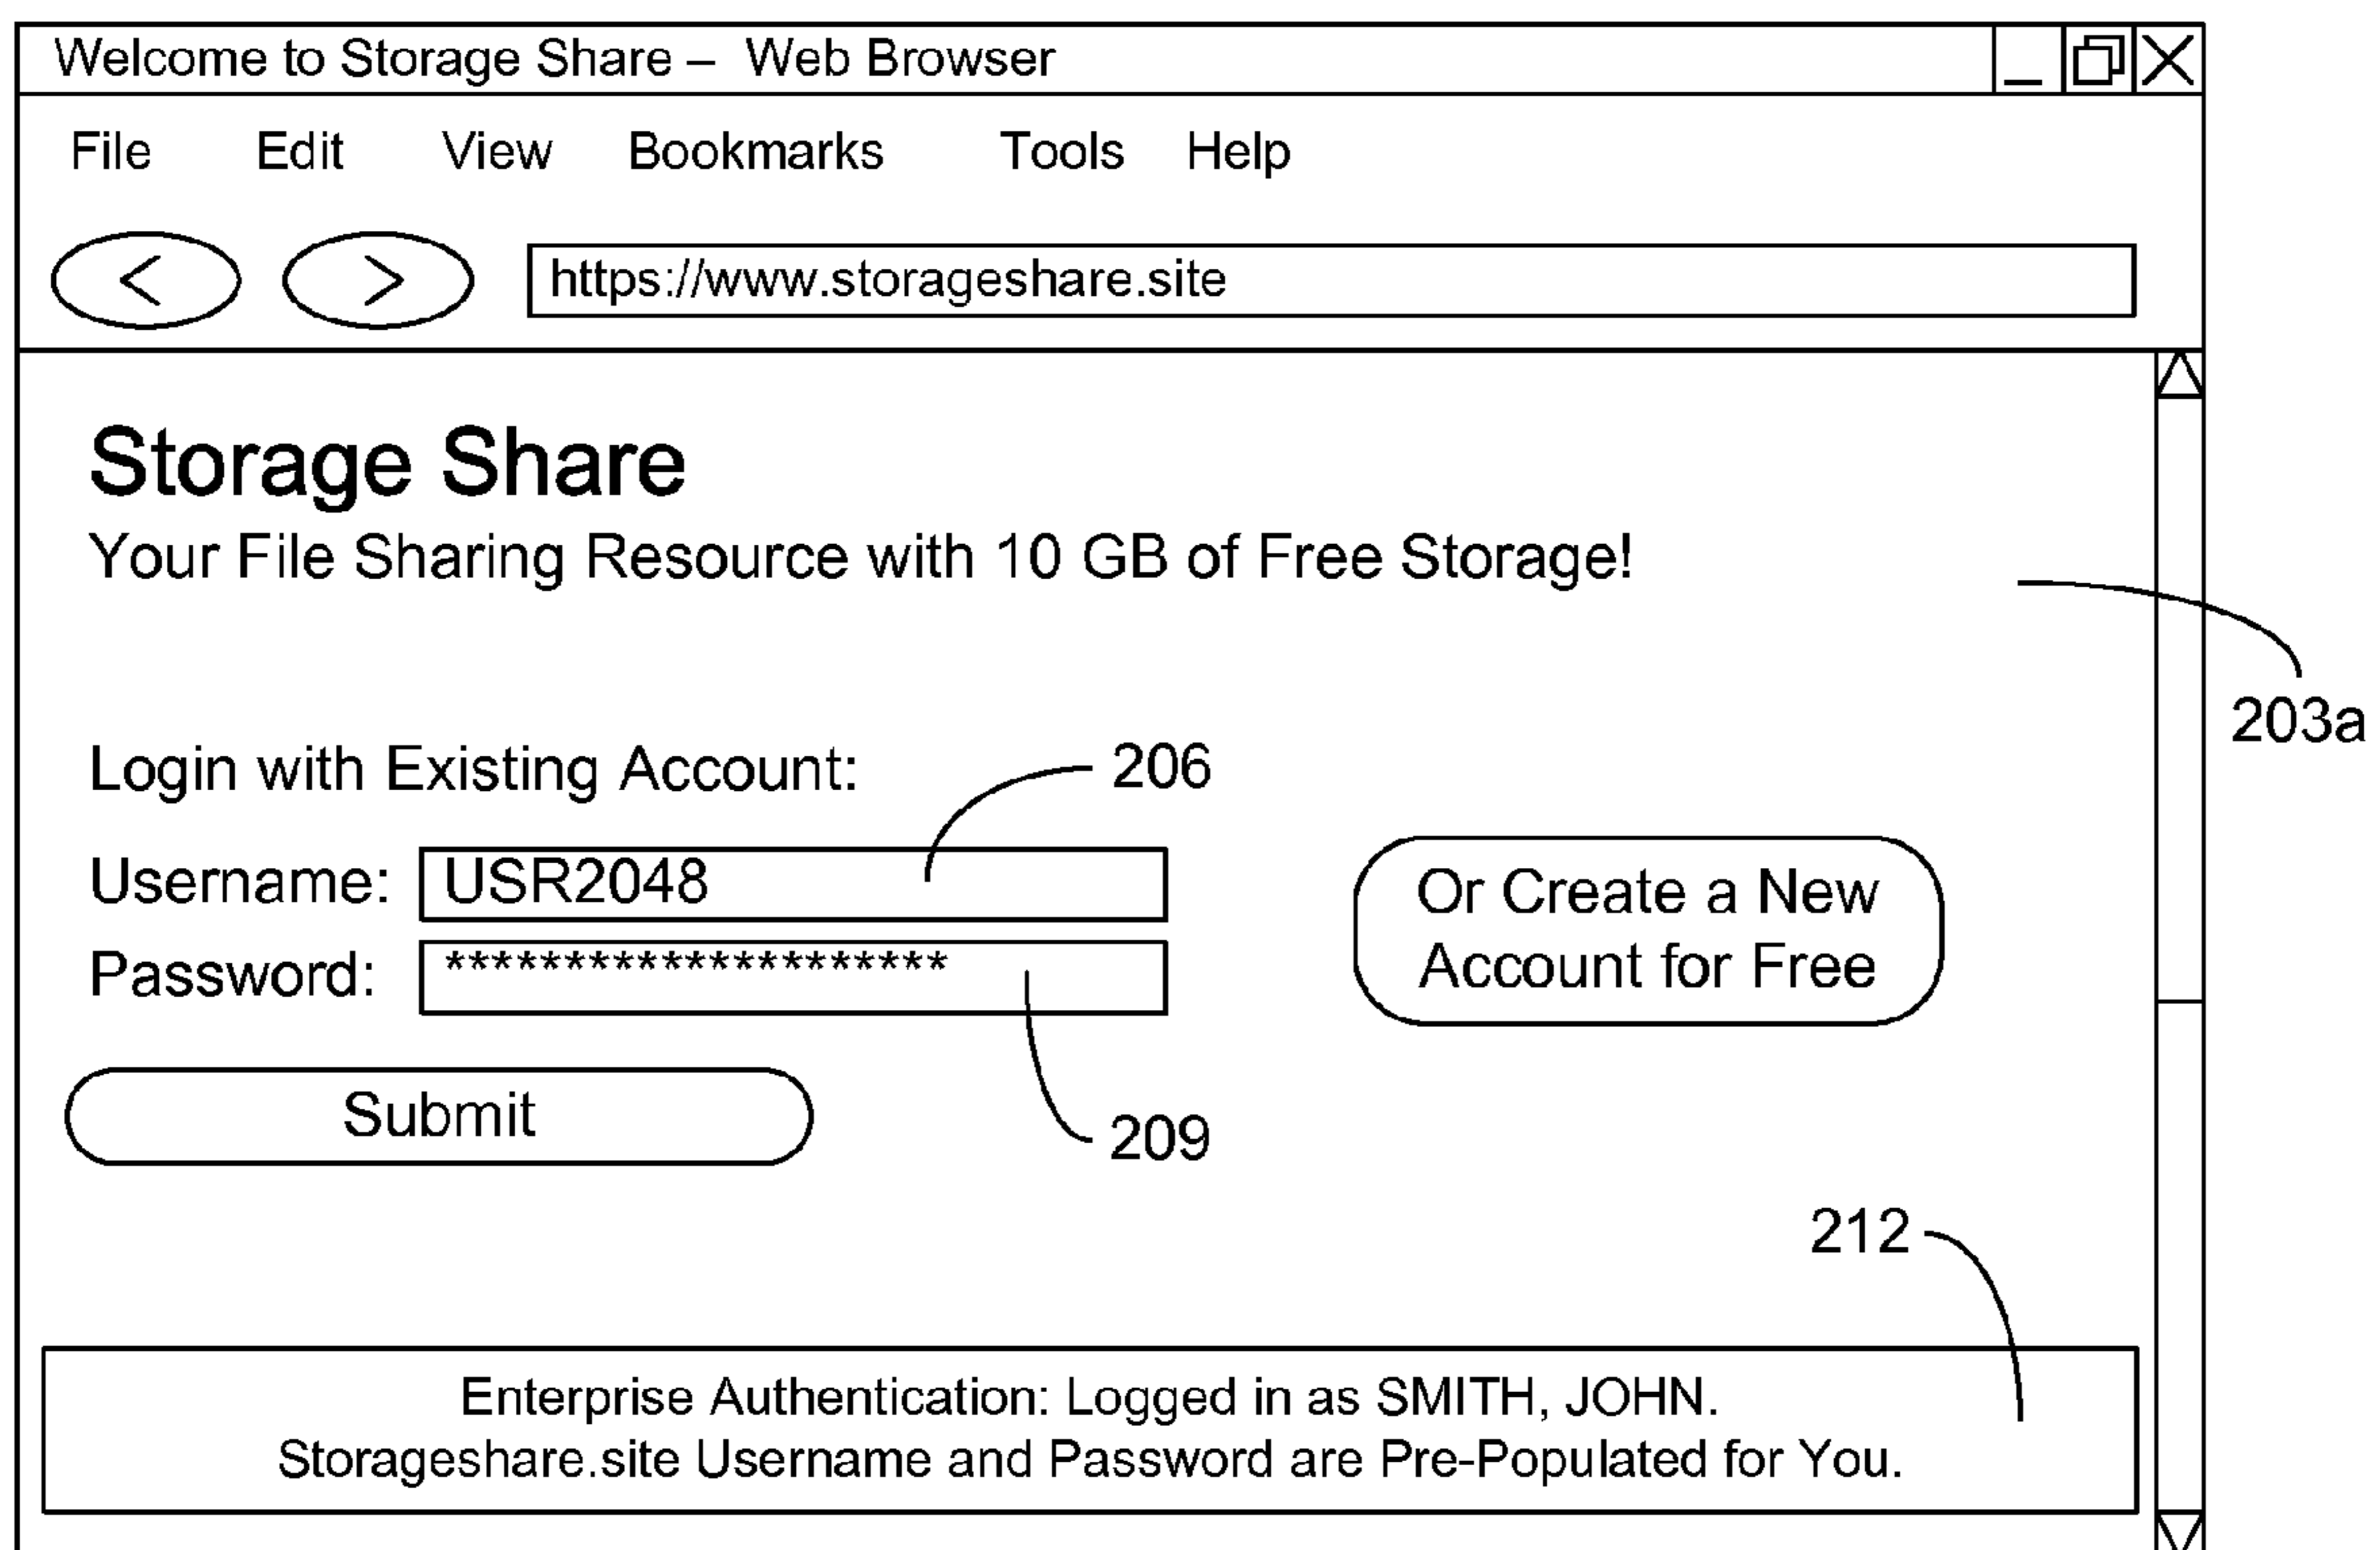 Welcome to Storage Share – Web Browser
File Edit View Bookmarks Tools Help
< > https://www.storageshare.site
Storage Share
Your File Sharing Resource with 10 GB of Free Storage!
203a
Login with Existing Account: 206
Username: USR2048
Password: *********************
Or Create a New
Account for Free
Submit
209
212
Enterprise Authentication: Logged in as SMITH, JOHN.
Storageshare.site Username and Password are Pre-Populated for You.